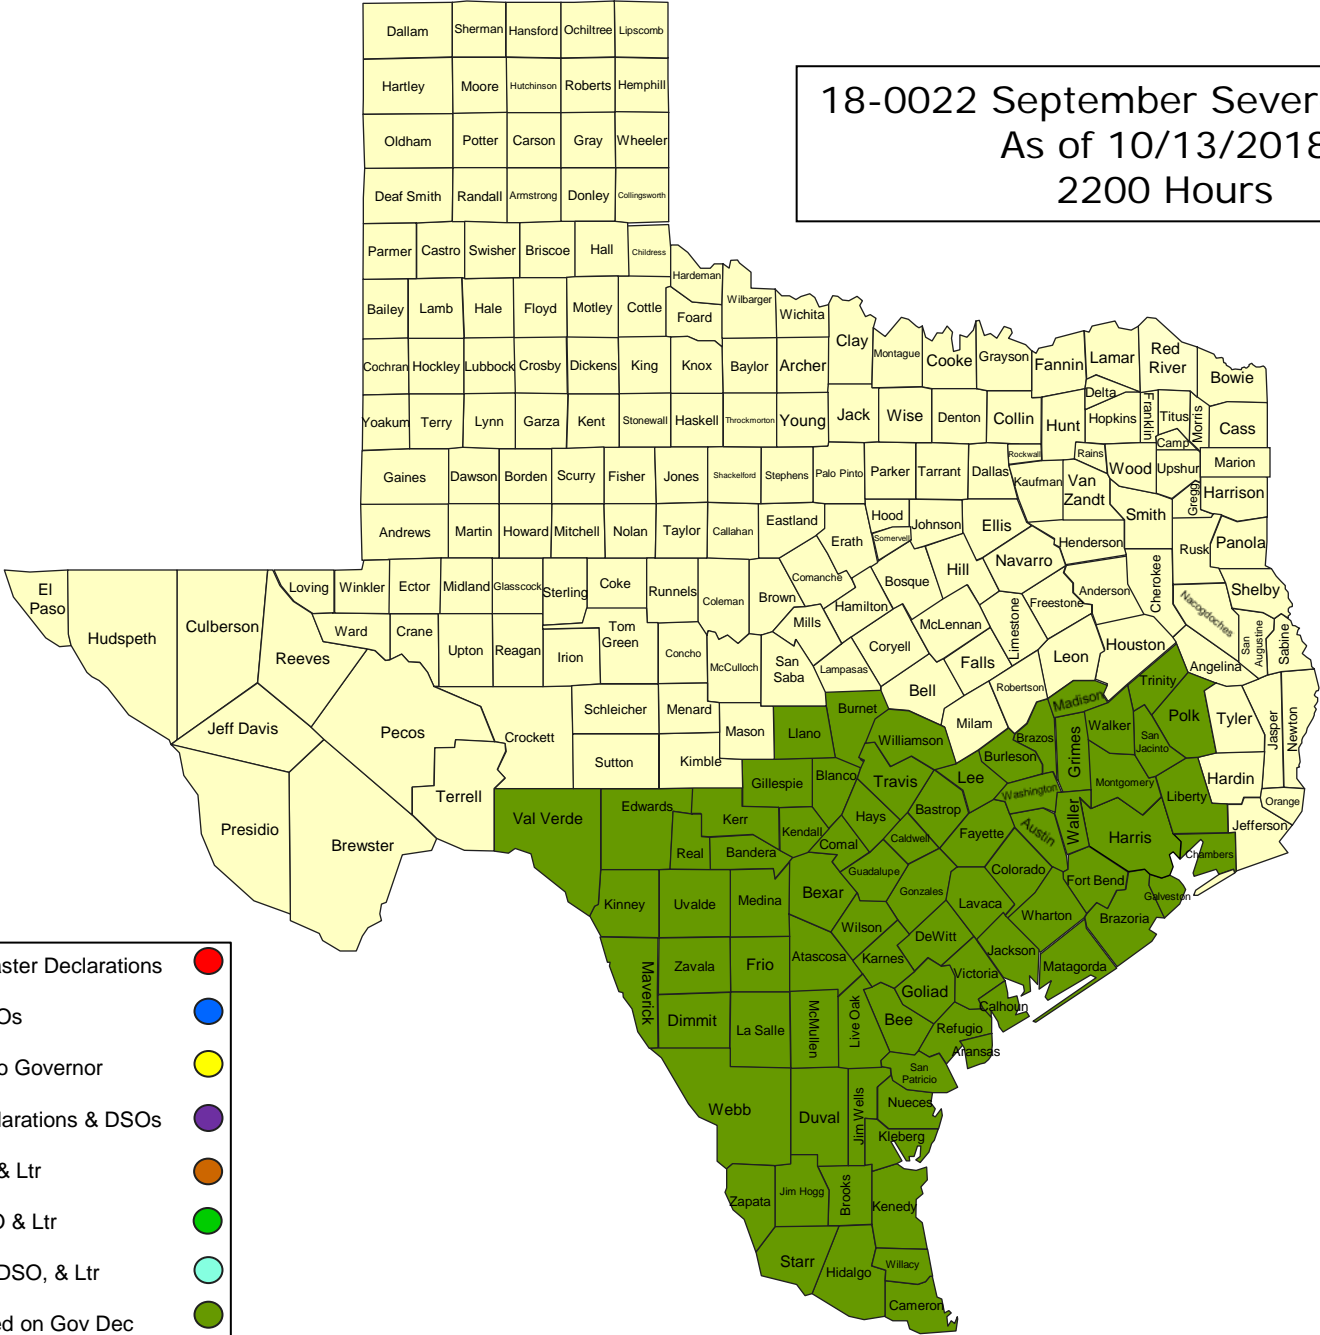 Dallam Sherman Hansford Ochiltree Lipscomb
Hartley Moore Hutchinson Roberts Hemphill
18-0022 September Sever
As of 10/13/2018
2200 Hours
Oldham Potter Carson Gray Wheeler
Deaf Smith Randall Armstrong Donley Collingsworth
Parmer Castro Swisher Briscoe Hall Childress
Hardeman
Bailey Lamb Hale Floyd Motley Cottle Foard Wilbarger Wichita
Clay Montague Cooke Grayson Fannin Lamar Red
River
Bowie
Cochran Hockley Lubbock Crosby Dickens King Knox Baylor Archer
Delta
Yoakum Terry Lynn Garza Kent Stonewall Haskell Throckmorton Young Jack Wise Denton Collin Hunt Hopkins Franklin Titus Morris Cass
Camp
Gaines Dawson Borden Scurry Fisher Jones Shackelford Stephens Palo Pinto Parker Tarrant Dallas Rockwall Rains Wood Upshur Marion
Kaufman Van
Zandt
Gregg Harrison
Andrews Martin Howard Mitchell Nolan Taylor Callahan Eastland Hood Johnson Ellis Smith
Erath Somervell Henderson Rusk Panola
El
Paso
Hudspeth Culberson Loving Winkler Ector Midland Glasscock Sterling Coke Runnels Coleman Brown Comanche Bosque Hill Navarro Anderson Cherokee Nacogdoches Shelby
Hamilton Freestone
Reeves Ward Crane Upton Reagan Irion Tom
Green
Concho McCulloch San
Saba
Mills Lampasas Coryell McLennan Limestone Falls Leon Houston Angelina San
Augustine
Sabine
Jeff Davis Pecos Crockett Schleicher Menard Mason Bell Robertson Milam
Sutton Kimble
Llano Burnet Williamson Madison Trinity Polk Tyler Jasper Newton
Brazos Grimes Walker San
Jacinto
Burleson
Presidio Brewster Terrell
Gillespie Blanco Travis Lee Washington Montgomery Liberty Hardin
Orange
Val Verde Edwards Kerr Kendall Hays Bastrop Waller Jefferson
Real Bandera Comal Caldwell Fayette Austin Harris Chambers
Kinney Uvalde Medina Bexar Guadalupe Gonzales Colorado Fort Bend Galveston
Lavaca Wharton Brazoria
Wilson
Maverick Zavala Frio Atascosa Karnes DeWitt Jackson Matagorda
Victoria
Goliad
Dimmit La Salle McMullen Live Oak Bee Calhoun
Refugio
Aransas
San
Patricio
Webb Duval Jim Wells Nueces
Kleberg
Zapata Jim Hogg Brooks Kenedy
Starr Hidalgo Willacy
Cameron
aster Declarations
Os
o Governor
larations & DSOs
& Ltr
O & Ltr
DSO, & Ltr
ed on Gov Dec